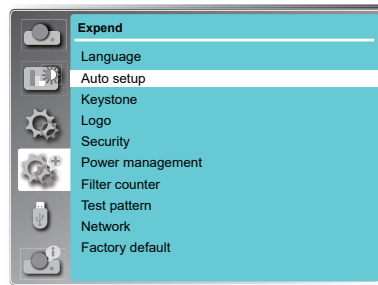 Expend
Language
Auto setup
Keystone
Logo
Security
Power management
Filter counter
Test pattern
Network
Factory default